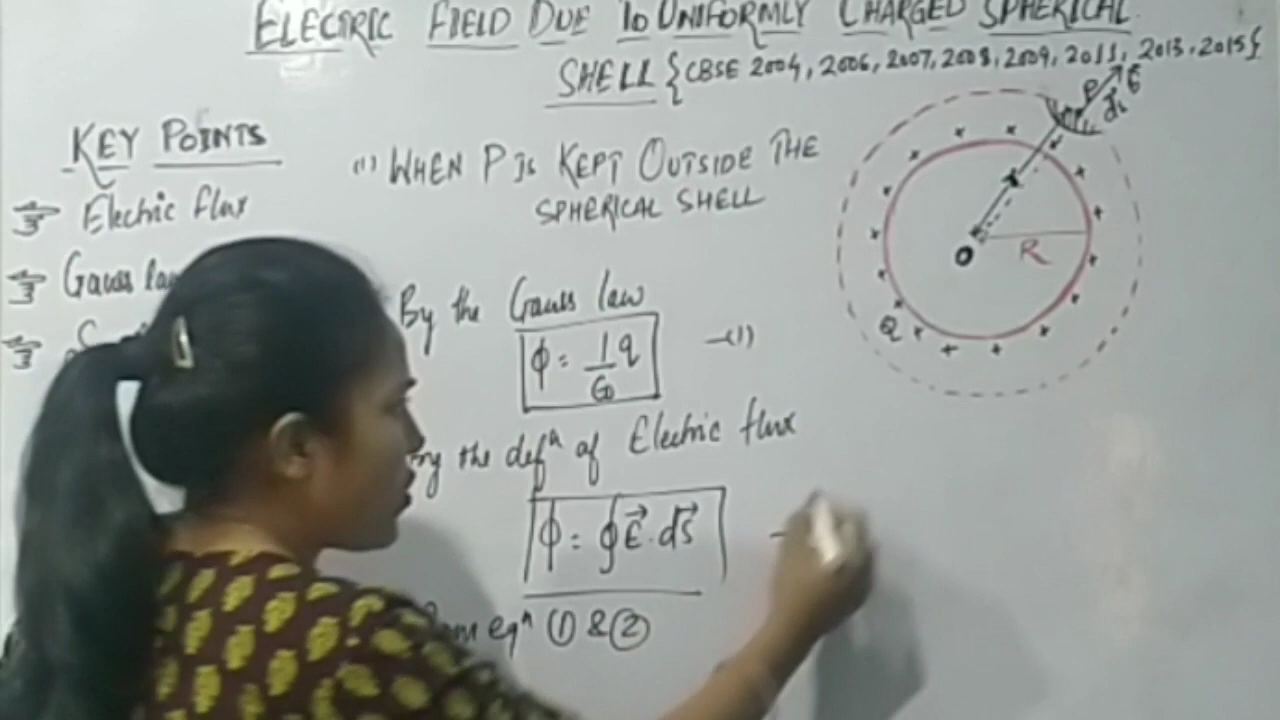 ELECTRIC FIELD DUE TO UNIFORMLY CHARGED SPHERICAL
SHELL {CBSE 2004, 2006, 2007, 2008, 2009, 2011, 2013, 2015}
KEY POINTS
Electric flux
Gauss law
(1) WHEN P IS KEPT OUTSIDE THE
SPHERICAL SHELL
By the Gauss law
ϕ = 1/ϵ0 q —(1)
the defⁿ of Electric flux
ϕ = ∮E⃗.dS⃗
eqⁿ ① & ②
P E⃗
O
R
Q